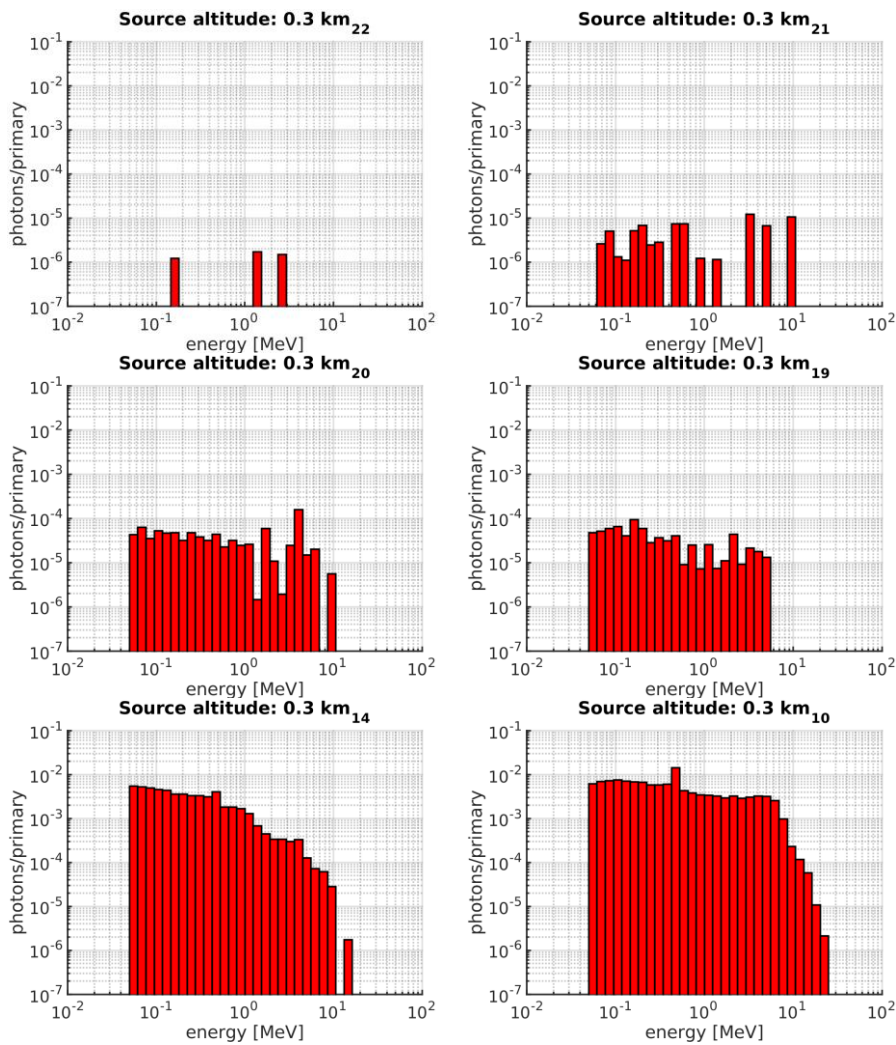 Source altitude: 0.3 km₂₂
10⁻¹
10⁻²
10⁻³
10⁻⁴
10⁻⁵
10⁻⁶
10⁻⁷
photons/primary
10⁻² 10⁻¹ 10⁰ 10¹ 10²
energy [MeV]
Source altitude: 0.3 km₂₁
10⁻¹
10⁻²
10⁻³
10⁻⁴
10⁻⁵
10⁻⁶
10⁻⁷
photons/primary
10⁻² 10⁻¹ 10⁰ 10¹ 10²
energy [MeV]
Source altitude: 0.3 km₂₀
10⁻¹
10⁻²
10⁻³
10⁻⁴
10⁻⁵
10⁻⁶
10⁻⁷
photons/primary
10⁻² 10⁻¹ 10⁰ 10¹ 10²
energy [MeV]
Source altitude: 0.3 km₁₉
10⁻¹
10⁻²
10⁻³
10⁻⁴
10⁻⁵
10⁻⁶
10⁻⁷
photons/primary
10⁻² 10⁻¹ 10⁰ 10¹ 10²
energy [MeV]
Source altitude: 0.3 km₁₄
10⁻¹
10⁻²
10⁻³
10⁻⁴
10⁻⁵
10⁻⁶
10⁻⁷
photons/primary
10⁻² 10⁻¹ 10⁰ 10¹ 10²
energy [MeV]
Source altitude: 0.3 km₁₀
10⁻¹
10⁻²
10⁻³
10⁻⁴
10⁻⁵
10⁻⁶
10⁻⁷
photons/primary
10⁻² 10⁻¹ 10⁰ 10¹ 10²
energy [MeV]